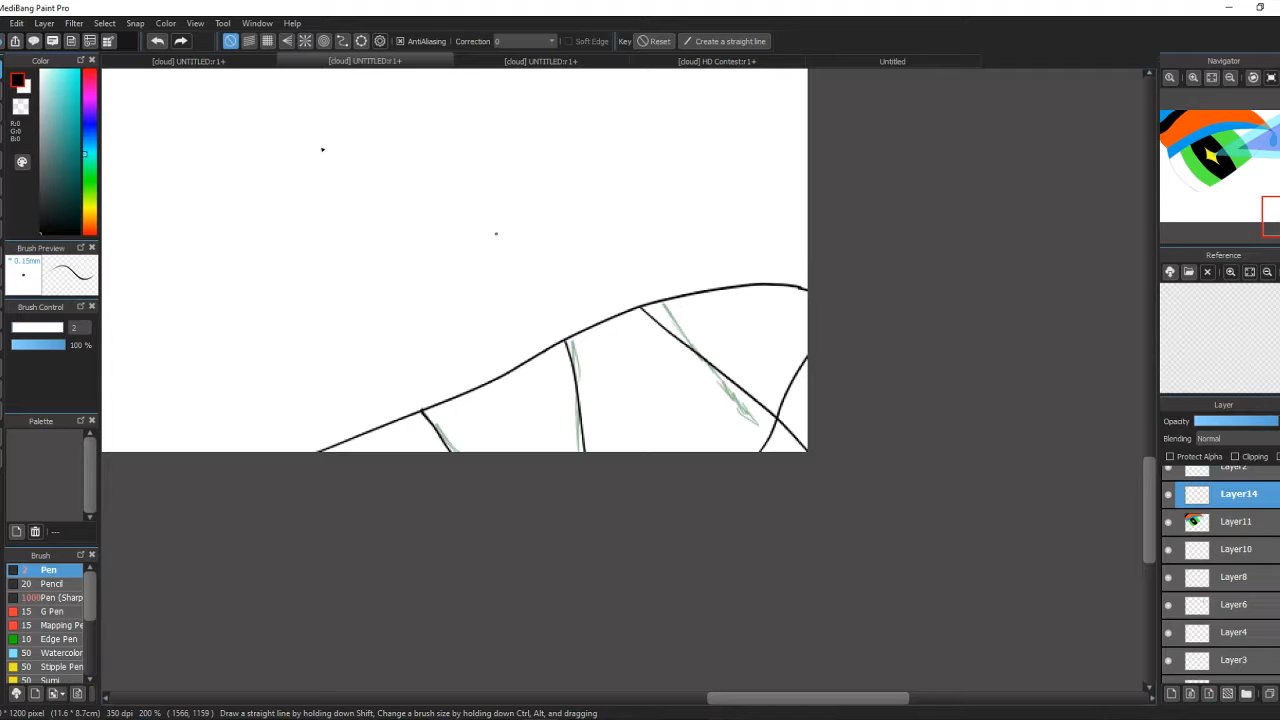 MediBang Paint Pro
Edit Layer Filter Select Snap Color View Tool Window Help
AntiAliasing Correction 0 Soft Edge Key Reset Create a straight line
Color
[cloud] UNTITLED:r1+ [cloud] UNTITLED:r1+ [cloud] UNTITLED:r1+ [cloud] HD Contest:r1+ Untitled
Navigator
R:0
G:0
B:0
Brush Preview
* 0.15mm
Brush Control
2
100 %
Palette
---
Brush
2 Pen
20 Pencil
1000 Pen (Sharp
15 G Pen
15 Mapping Pe
10 Edge Pen
50 Watercolor
50 Stipple Pen
50 Sumi
Reference
Layer
Opacity
Blending Normal
Protect Alpha Clipping
Layer2
Layer14
Layer11
Layer10
Layer8
Layer6
Layer4
Layer3
* 1200 pixel (11.6 * 8.7cm) 350 dpi 200 % ( 1566, 1159 ) Draw a straight line by holding down Shift, Change a brush size by holding down Ctrl, Alt, and dragging